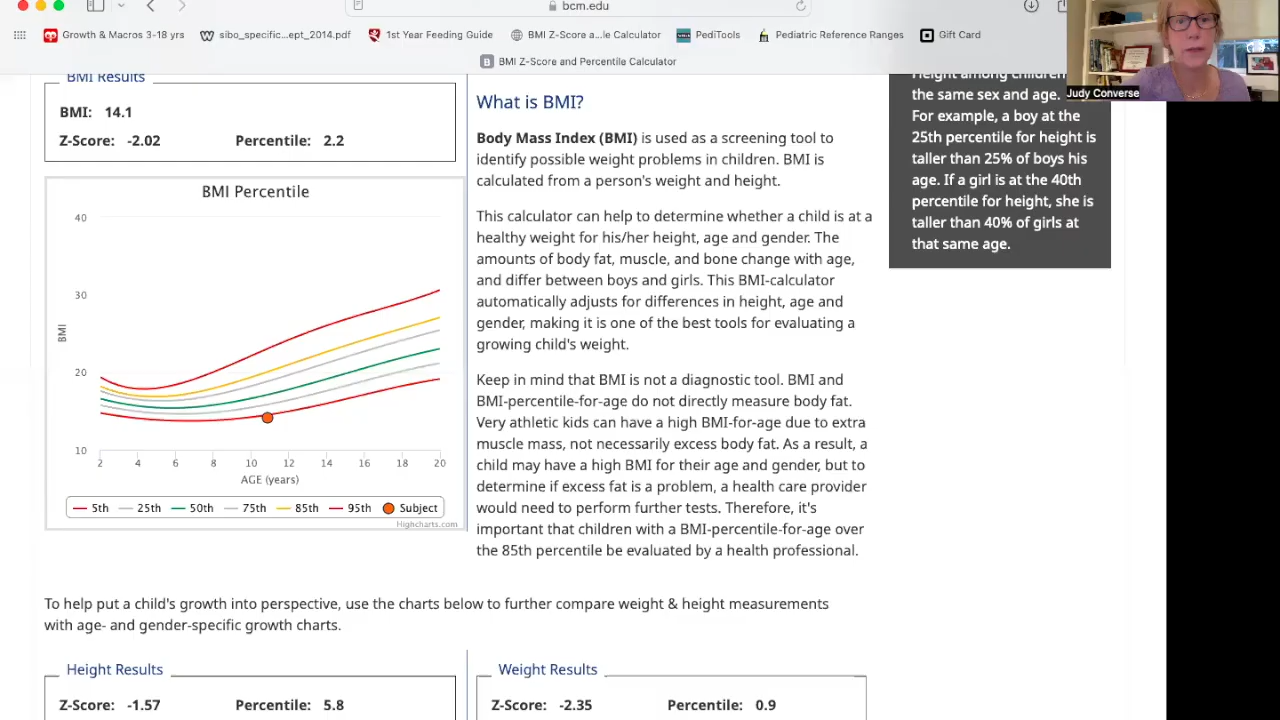 bcm.edu
Growth & Macros 3-18 yrs
sibo_specific...ept_2014.pdf
1st Year Feeding Guide
BMI Z-Score a...le Calculator
PediTools
Pediatric Reference Ranges
Gift Card
BMI Z-Score and Percentile Calculator
Judy Converse
BMI Results
BMI: 14.1
Z-Score: -2.02 Percentile: 2.2
BMI Percentile
40
30
20
10
BMI
2 4 6 8 10 12 14 16 18 20
AGE (years)
5th 25th 50th 75th 85th 95th Subject
Highcharts.com
What is BMI?
Body Mass Index (BMI) is used as a screening tool to
identify possible weight problems in children. BMI is
calculated from a person's weight and height.
This calculator can help to determine whether a child is at a
healthy weight for his/her height, age and gender. The
amounts of body fat, muscle, and bone change with age,
and differ between boys and girls. This BMI-calculator
automatically adjusts for differences in height, age and
gender, making it is one of the best tools for evaluating a
growing child's weight.
Keep in mind that BMI is not a diagnostic tool. BMI and
BMI-percentile-for-age do not directly measure body fat.
Very athletic kids can have a high BMI-for-age due to extra
muscle mass, not necessarily excess body fat. As a result, a
child may have a high BMI for their age and gender, but to
determine if excess fat is a problem, a health care provider
would need to perform further tests. Therefore, it's
important that children with a BMI-percentile-for-age over
the 85th percentile be evaluated by a health professional.
Height among children
the same sex and age.
For example, a boy at the
25th percentile for height is
taller than 25% of boys his
age. If a girl is at the 40th
percentile for height, she is
taller than 40% of girls at
that same age.
To help put a child's growth into perspective, use the charts below to further compare weight & height measurements
with age- and gender-specific growth charts.
Height Results
Z-Score: -1.57 Percentile: 5.8
Weight Results
Z-Score: -2.35 Percentile: 0.9